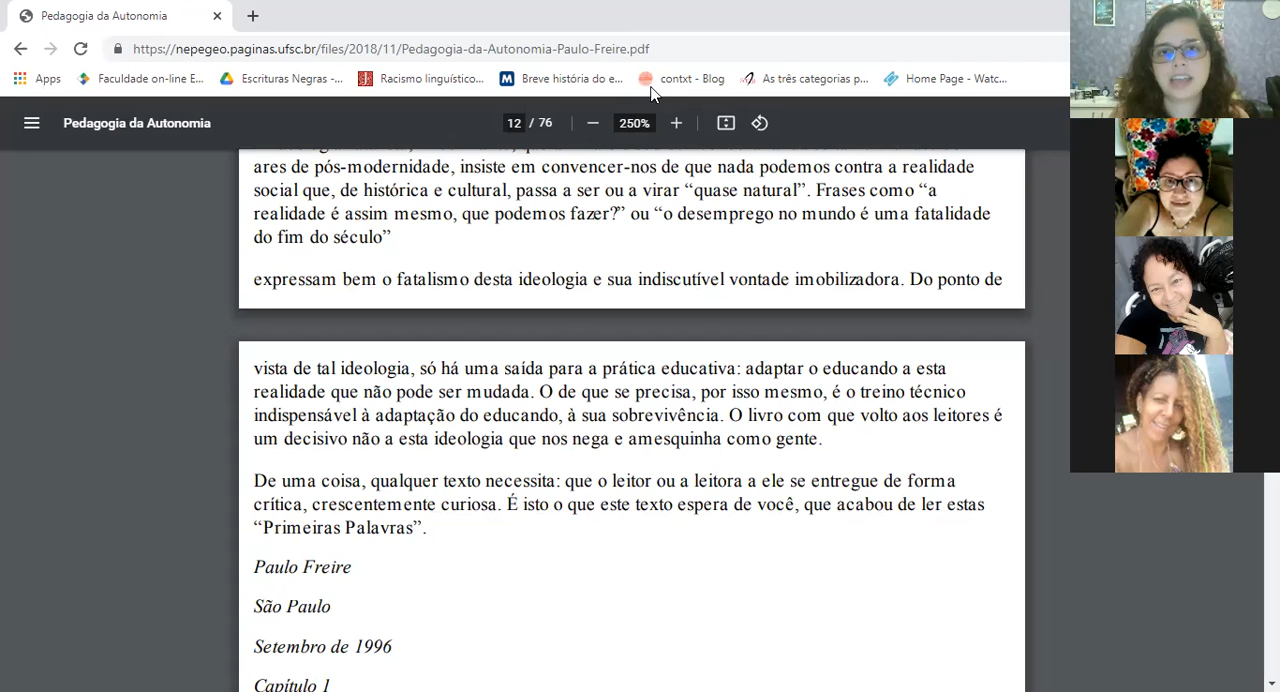 Pedagogia da Autonomia
https://nepegeo.paginas.ufsc.br/files/2018/11/Pedagogia-da-Autonomia-Paulo-Freire.pdf
Apps Faculdade on-line E... Escrituras Negras -... Racismo linguístico... Breve história do e... contxt - Blog As três categorias p... Home Page - Watc...
Pedagogia da Autonomia 12 / 76 250%
ares de pós-modernidade, insiste em convencer-nos de que nada podemos contra a realidade
social que, de histórica e cultural, passa a ser ou a virar “quase natural”. Frases como “a
realidade é assim mesmo, que podemos fazer?” ou “o desemprego no mundo é uma fatalidade
do fim do século”
expressam bem o fatalismo desta ideologia e sua indiscutível vontade imobilizadora. Do ponto de
vista de tal ideologia, só há uma saída para a prática educativa: adaptar o educando a esta
realidade que não pode ser mudada. O de que se precisa, por isso mesmo, é o treino técnico
indispensável à adaptação do educando, à sua sobrevivência. O livro com que volto aos leitores é
um decisivo não a esta ideologia que nos nega e amesquinha como gente.
De uma coisa, qualquer texto necessita: que o leitor ou a leitora a ele se entregue de forma
crítica, crescentemente curiosa. É isto o que este texto espera de você, que acabou de ler estas
“Primeiras Palavras”.
Paulo Freire
São Paulo
Setembro de 1996
Capítulo 1